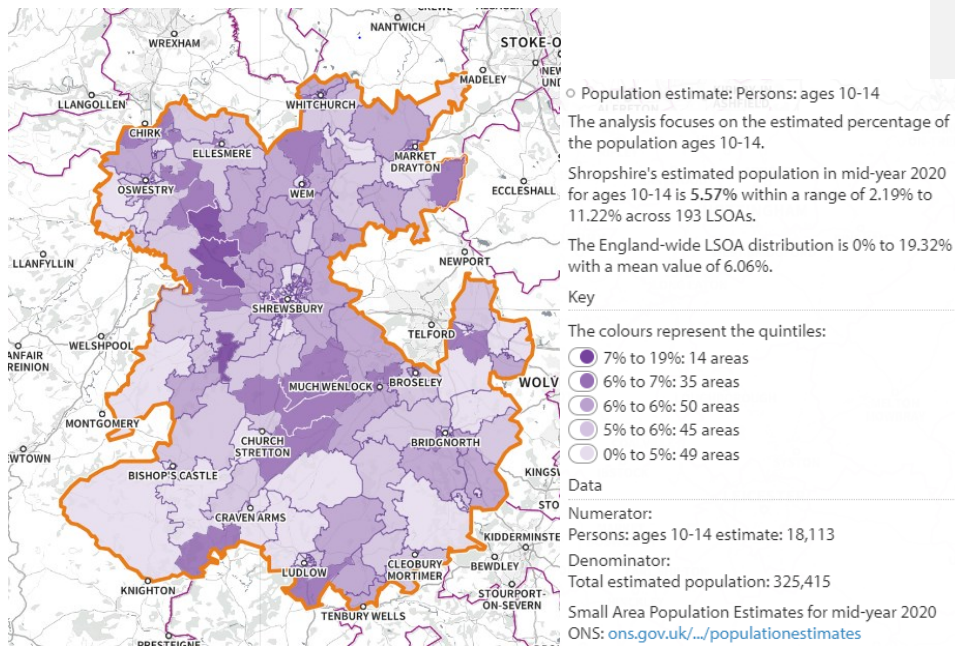 CREWE
NANTWICH
WREXHAM
STOKE-O
NEW
UND
MADELEY
LLANGOLLEN
WHITCHURCH
CHIRK
ELLESMERE
MARKET
DRAYTON
OSWESTRY
WEM
ECCLESHALL
LLANFYLLIN
NEWPORT
SHREWSBURY
TELFORD
WELSHPOOL
ANFAIR
REINION
MUCH WENLOCK
BROSELEY
WOLV
MONTGOMERY
CHURCH
STRETTON
BRIDGNORTH
EWTOWN
BISHOP'S CASTLE
KINGSW
STO
CRAVEN ARMS
KIDDERMINSTE
LUDLOW
CLEOBURY
MORTIMER
BEWDLEY
KNIGHTON
STOURPORT-
ON-SEVERN
TENBURY WELLS
PRESTEIGNE
Population estimate: Persons: ages 10-14
The analysis focuses on the estimated percentage of
the population ages 10-14.
Shropshire's estimated population in mid-year 2020
for ages 10-14 is 5.57% within a range of 2.19% to
11.22% across 193 LSOAs.
The England-wide LSOA distribution is 0% to 19.32%
with a mean value of 6.06%.
Key
The colours represent the quintiles:
7% to 19%: 14 areas
6% to 7%: 35 areas
6% to 6%: 50 areas
5% to 6%: 45 areas
0% to 5%: 49 areas
Data
Numerator:
Persons: ages 10-14 estimate: 18,113
Denominator:
Total estimated population: 325,415
Small Area Population Estimates for mid-year 2020
ONS: ons.gov.uk/.../populationestimates